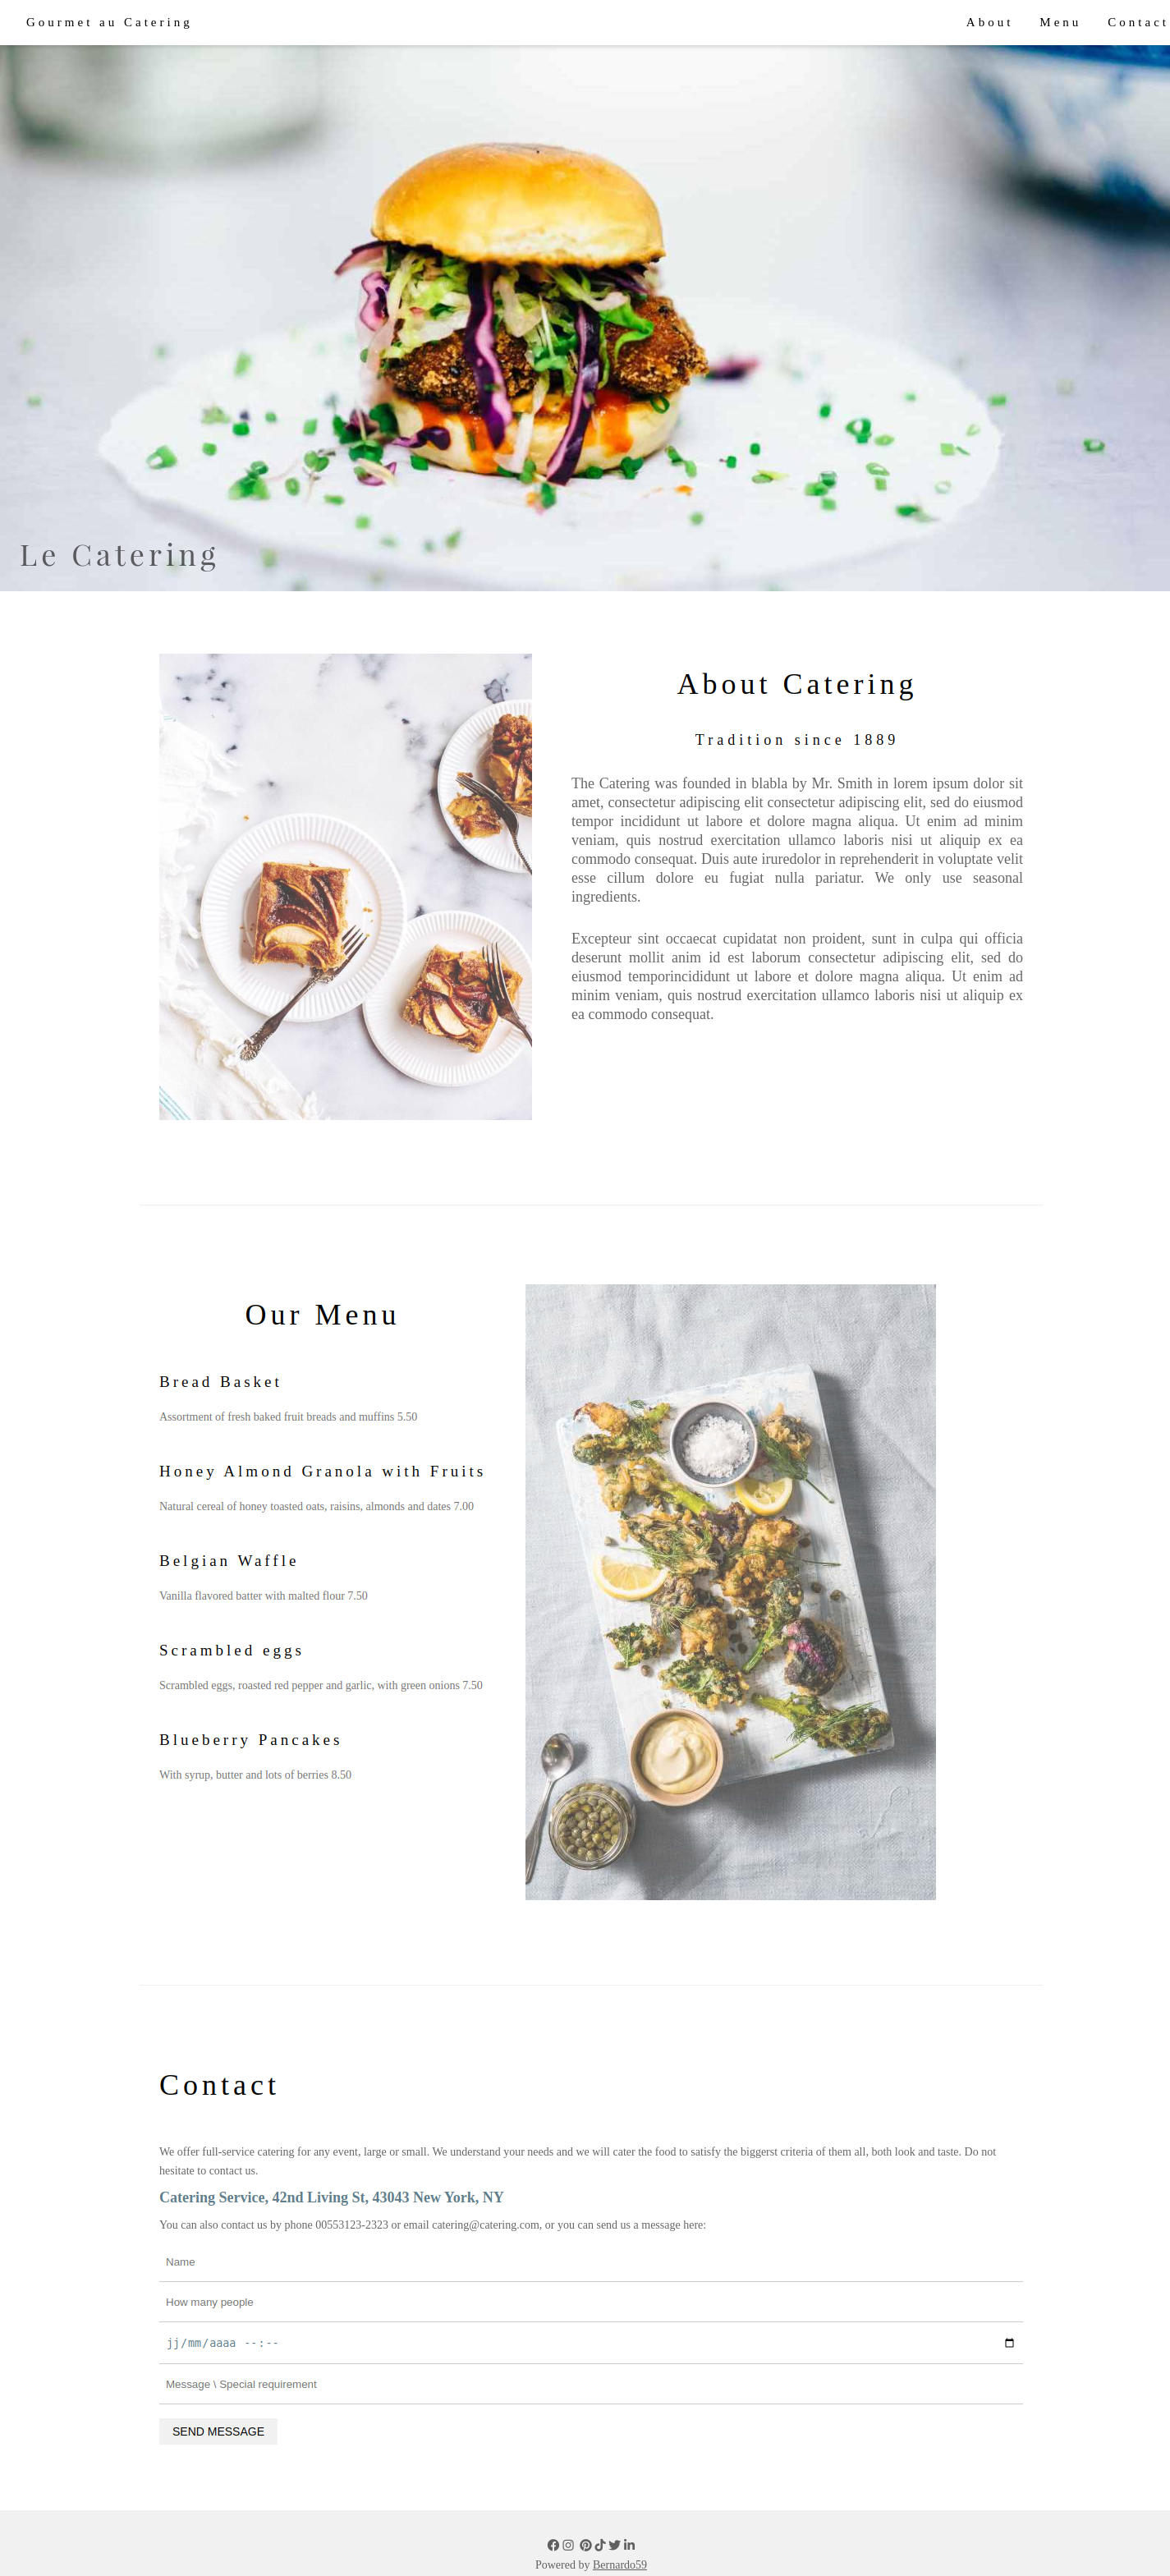 Gourmet au Catering
About Menu Contact
Le Catering
About Catering
Tradition since 1889
The Catering was founded in blabla by Mr. Smith in lorem ipsum dolor sit
amet, consectetur adipiscing elit consectetur adipiscing elit, sed do eiusmod
tempor incididunt ut labore et dolore magna aliqua. Ut enim ad minim
veniam, quis nostrud exercitation ullamco laboris nisi ut aliquip ex ea
commodo consequat. Duis aute iruredolor in reprehenderit in voluptate velit
esse cillum dolore eu fugiat nulla pariatur. We only use seasonal
ingredients.
Excepteur sint occaecat cupidatat non proident, sunt in culpa qui officia
deserunt mollit anim id est laborum consectetur adipiscing elit, sed do
eiusmod temporincididunt ut labore et dolore magna aliqua. Ut enim ad
minim veniam, quis nostrud exercitation ullamco laboris nisi ut aliquip ex
ea commodo consequat.
Our Menu
Bread Basket
Assortment of fresh baked fruit breads and muffins 5.50
Honey Almond Granola with Fruits
Natural cereal of honey toasted oats, raisins, almonds and dates 7.00
Belgian Waffle
Vanilla flavored batter with malted flour 7.50
Scrambled eggs
Scrambled eggs, roasted red pepper and garlic, with green onions 7.50
Blueberry Pancakes
With syrup, butter and lots of berries 8.50
Contact
We offer full-service catering for any event, large or small. We understand your needs and we will cater the food to satisfy the biggerst criteria of them all, both look and taste. Do not
hesitate to contact us.
Catering Service, 42nd Living St, 43043 New York, NY
You can also contact us by phone 00553123-2323 or email catering@catering.com, or you can send us a message here:
Name
How many people
jj/mm/aaaa --:--
Message \ Special requirement
SEND MESSAGE
Powered by Bernardo59